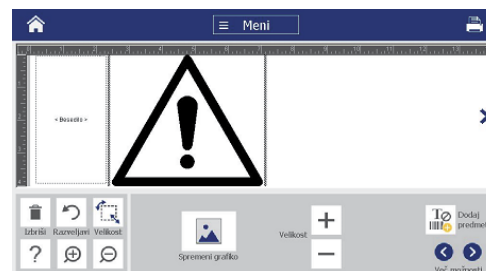 Meni
< Besedilo >
Izbriši Razveljavi Velikost
Spremeni grafiko
Velikost
Dodaj
predmet
Več možnosti